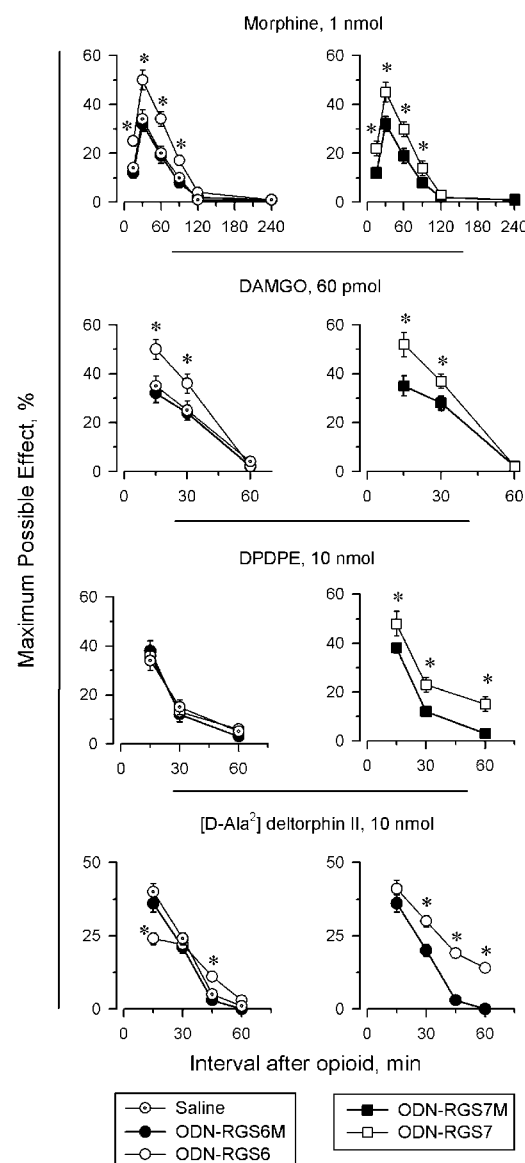 Morphine, 1 nmol
60
40
20
0
* * * *
0 60 120 180 240
60
40
20
0
* * * *
0 60 120 180 240
DAMGO, 60 pmol
60
40
20
0
* *
0 30 60
60
40
20
0
* *
0 30 60
DPDPE, 10 nmol
60
40
20
0
0 30 60
60
40
20
0
* * *
0 30 60
[D-Ala²] deltorphin II, 10 nmol
50
25
0
* *
0 30 60
50
25
0
* * *
0 30 60
Maximum Possible Effect, %
Interval after opioid, min
Saline
ODN-RGS6M
ODN-RGS6
ODN-RGS7M
ODN-RGS7